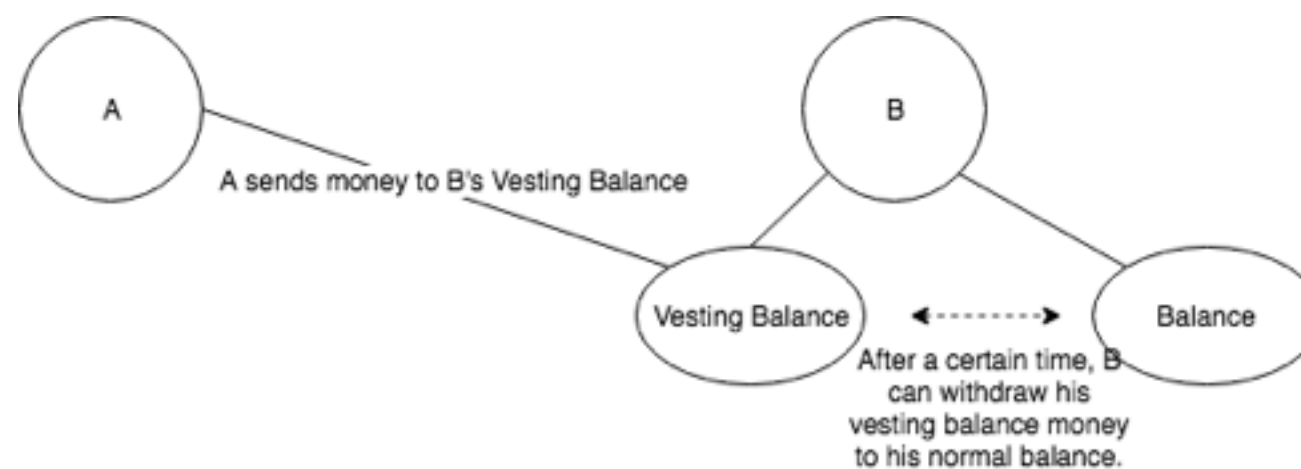 A
B
A sends money to B's Vesting Balance
Vesting Balance
Balance
After a certain time, B
can withdraw his
vesting balance money
to his normal balance.